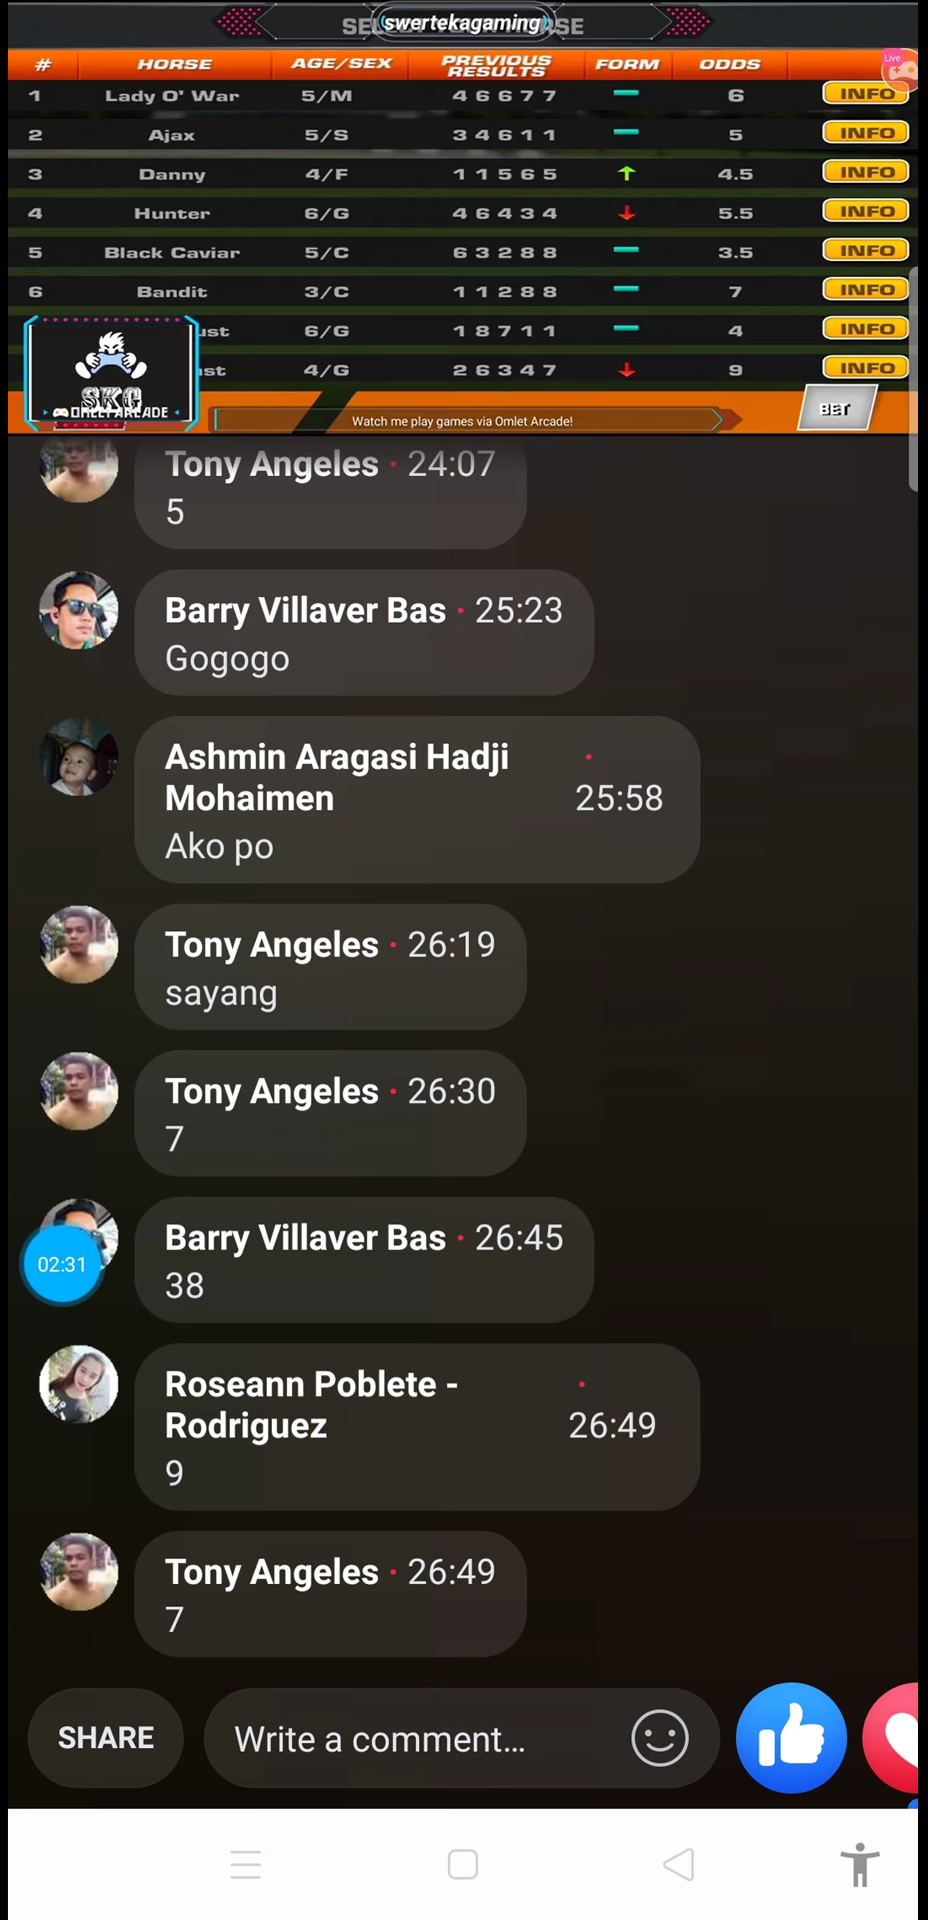 SELECT YOUR HORSE
swertekagaming
Live
# HORSE AGE/SEX PREVIOUS RESULTS FORM ODDS
1 Lady O' War 5/M 4 6 6 7 7 6 INFO
2 Ajax 5/S 3 4 6 1 1 5 INFO
3 Danny 4/F 1 1 5 6 5 4.5 INFO
4 Hunter 6/G 4 6 4 3 4 5.5 INFO
5 Black Caviar 5/C 6 3 2 8 8 3.5 INFO
6 Bandit 3/C 1 1 2 8 8 7 INFO
ust 6/G 1 8 7 1 1 4 INFO
st 4/G 2 6 3 4 7 9 INFO
SKG
OMLET ARCADE
Watch me play games via Omlet Arcade!
BET
Tony Angeles · 24:07
5
Barry Villaver Bas · 25:23
Gogogo
Ashmin Aragasi Hadji
Mohaimen · 25:58
Ako po
Tony Angeles · 26:19
sayang
Tony Angeles · 26:30
7
Barry Villaver Bas · 26:45
38
02:31
Roseann Poblete -
Rodriguez · 26:49
9
Tony Angeles · 26:49
7
SHARE
Write a comment...